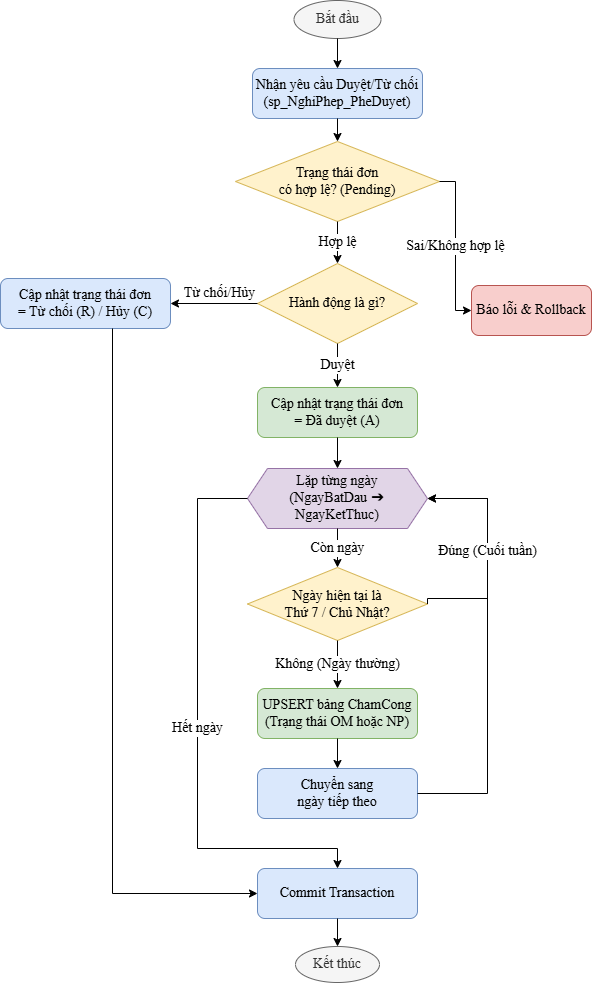 Bắt đầu
Nhận yêu cầu Duyệt/Từ chối
(sp_NghiPhep_PheDuyet)
Trạng thái đơn
có hợp lệ? (Pending)
Hợp lệ
Sai/Không hợp lệ
Cập nhật trạng thái đơn
= Từ chối (R) / Hủy (C)
Từ chối/Hủy
Hành động là gì?
Báo lỗi & Rollback
Duyệt
Cập nhật trạng thái đơn
= Đã duyệt (A)
Lặp từng ngày
(NgayBatDau ➔
NgayKetThuc)
Còn ngày
Đúng (Cuối tuần)
Ngày hiện tại là
Thứ 7 / Chủ Nhật?
Không (Ngày thường)
UPSERT bảng ChamCong
(Trạng thái OM hoặc NP)
Hết ngày
Chuyển sang
ngày tiếp theo
Commit Transaction
Kết thúc